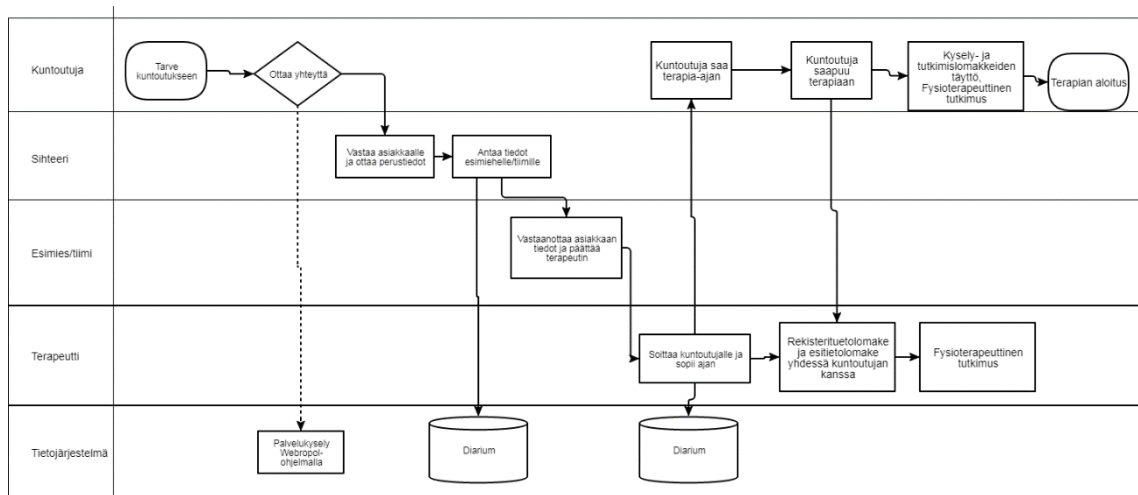 Kuntoutuja
Tarve
kuntoutukseen
Ottaa yhteyttä
Kuntoutuja saa
terapia-ajan
Kuntoutuja
saapuu
terapiaan
Kysely- ja
tutkimislomakkeiden
täyttö,
Fysioterapeuttinen
tutkimus
Terapian aloitus
Sihteeri
Vastaa asiakkaalle
ja ottaa perustiedot
Antaa tiedot
esimiehelle/tiimille
Esimies/tiimi
Vastaanottaa asiakkaan
tiedot ja päättää
terapeutin
Terapeutti
Soittaa kuntoutujalle ja
sopii ajan
Rekisterituetolomake
ja esitietolomake
yhdessä kuntoutujan
kanssa
Fysioterapeuttinen
tutkimus
Tietojärjestelmä
Palvelukysely
Webropol-
ohjelmalla
Diarium
Diarium